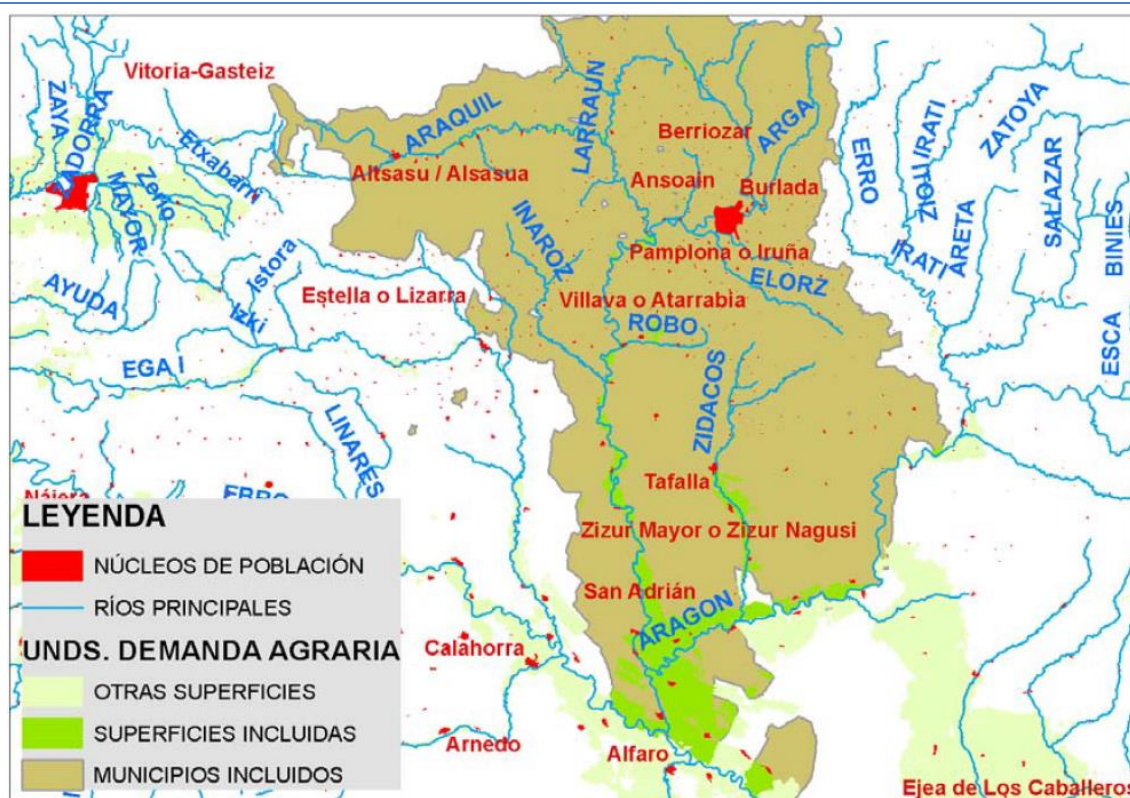 Vitoria-Gasteiz
ZAYA
ZADORRA
Etxabarri
Zerio
MAYOR
AYUDA
Istora
Izki
EGA I
ARAQUIL
Altsasu / Alsasua
LARRAUN
Berriozar
ARGA
Ansoain
Burlada
Pamplona o Iruña
ELORZ
INAROZ
Estella o Lizarra
Villava o Atarrabia
ROBO
ZIDACOS
LINARES
EBRO
Nájera
Tafalla
Zizur Mayor o Zizur Nagusi
San Adrián
ARAGON
Calahorra
Arnedo
Alfaro
Ejea de Los Caballeros
ERRO
URATI
ZATOYA
IRATI
ARETA
SALAZAR
BINIES
ESCA
LEYENDA
NÚCLEOS DE POBLACIÓN
RÍOS PRINCIPALES
UNDS. DEMANDA AGRARIA
OTRAS SUPERFICIES
SUPERFICIES INCLUIDAS
MUNICIPIOS INCLUIDOS